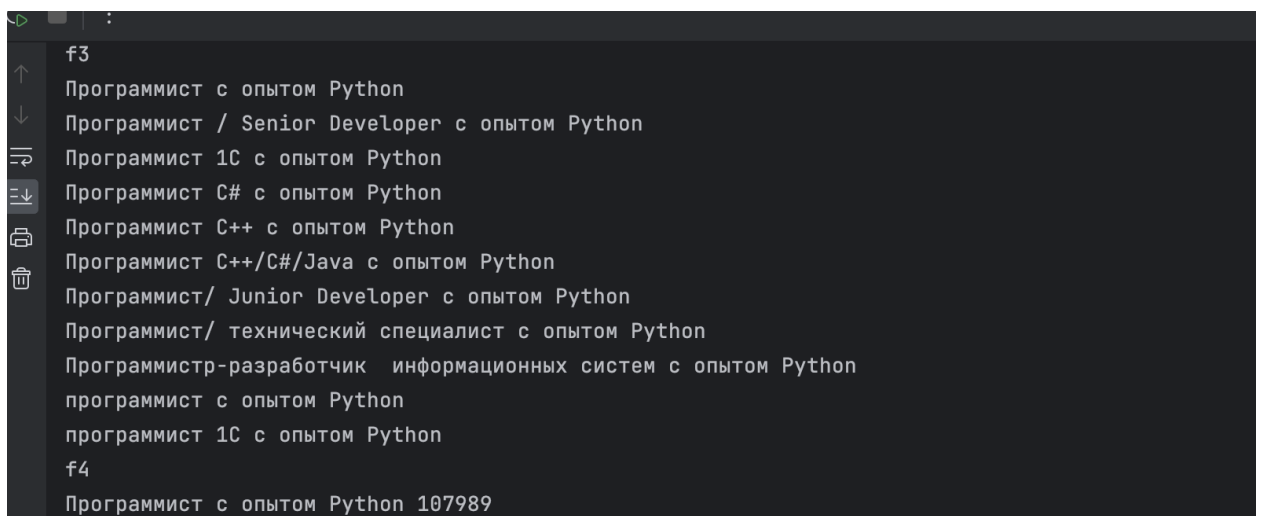 f3
Программист с опытом Python
Программист / Senior Developer с опытом Python
Программист 1С с опытом Python
Программист C# с опытом Python
Программист C++ с опытом Python
Программист C++/C#/Java с опытом Python
Программист/ Junior Developer с опытом Python
Программист/ технический специалист с опытом Python
Программистр-разработчик  информационных систем с опытом Python
программист с опытом Python
программист 1С с опытом Python
f4
Программист с опытом Python 107989